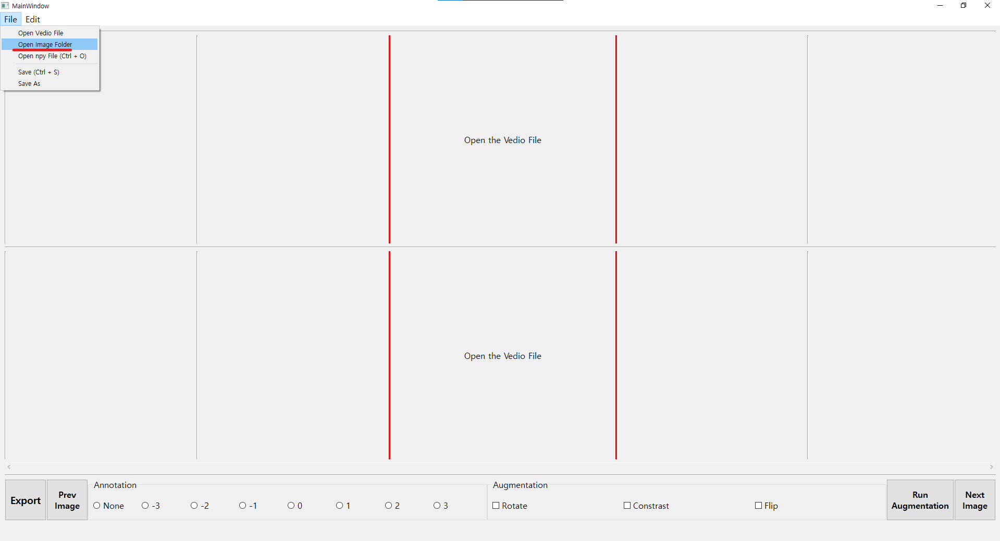 MainWindow
File Edit
Open Vedio File
Open Image Folder
Open npy File (Ctrl + O)
Save (Ctrl + S)
Save As
Open the Vedio File
Open the Vedio File
Export
Prev
Image
Annotation
None -3 -2 -1 0 1 2 3
Augmentation
Rotate Constrast Flip
Run
Augmentation
Next
Image